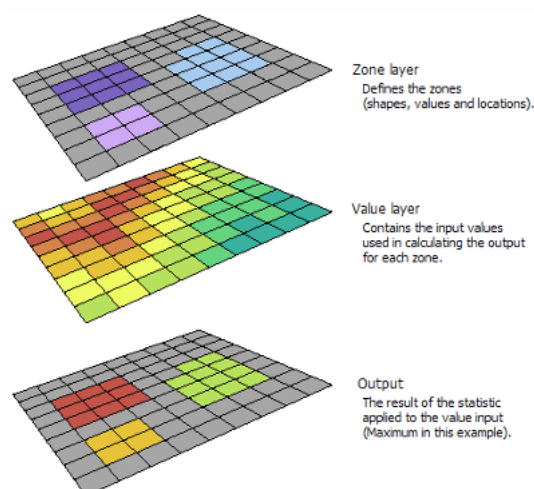 Zone layer
Defines the zones
(shapes, values and locations).
Value layer
Contains the input values
used in calculating the output
for each zone.
Output
The result of the statistic
applied to the value input
(Maximum in this example).